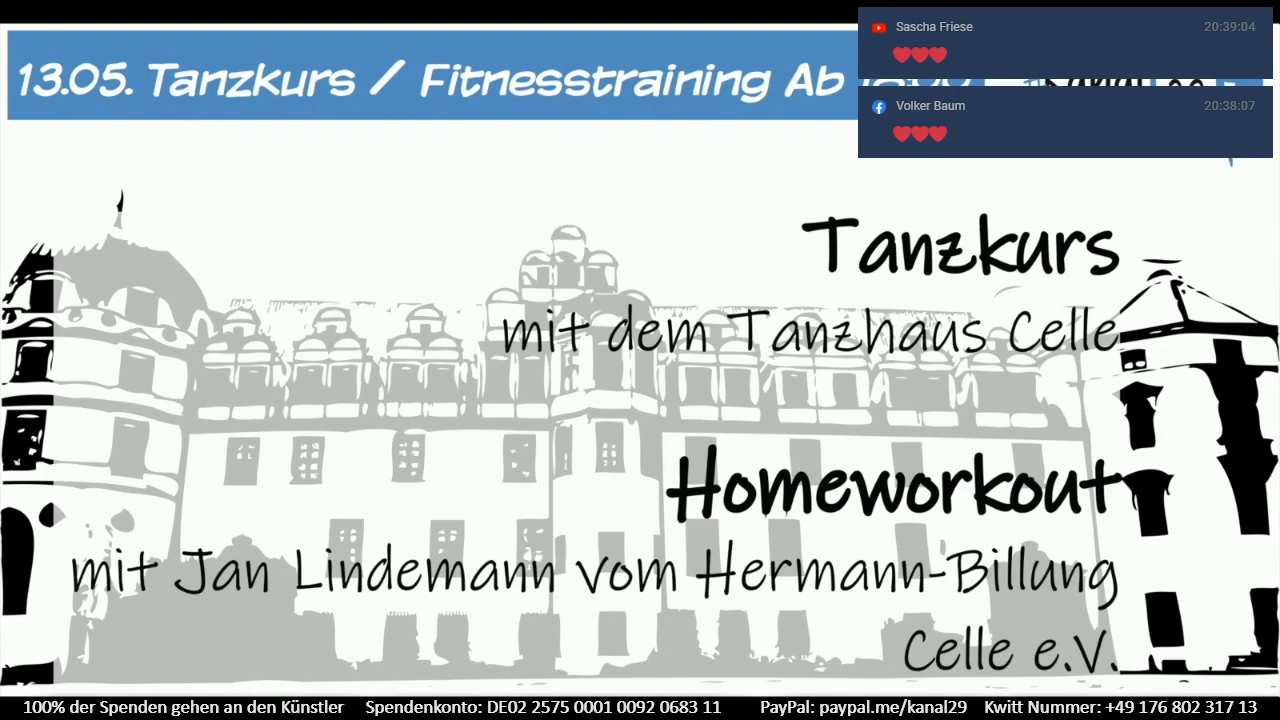 13.05. Tanzkurs / Fitnesstraining Ab
Sascha Friese 20:39:04
Volker Baum 20:38:07
Tanzkurs
mit dem Tanzhaus Celle
Homeworkout
mit Jan Lindemann vom Hermann-Billung
Celle e.V.
100% der Spenden gehen an den Künstler Spendenkonto: DE02 2575 0001 0092 0683 11 PayPal: paypal.me/kanal29 Kwitt Nummer: +49 176 802 317 13